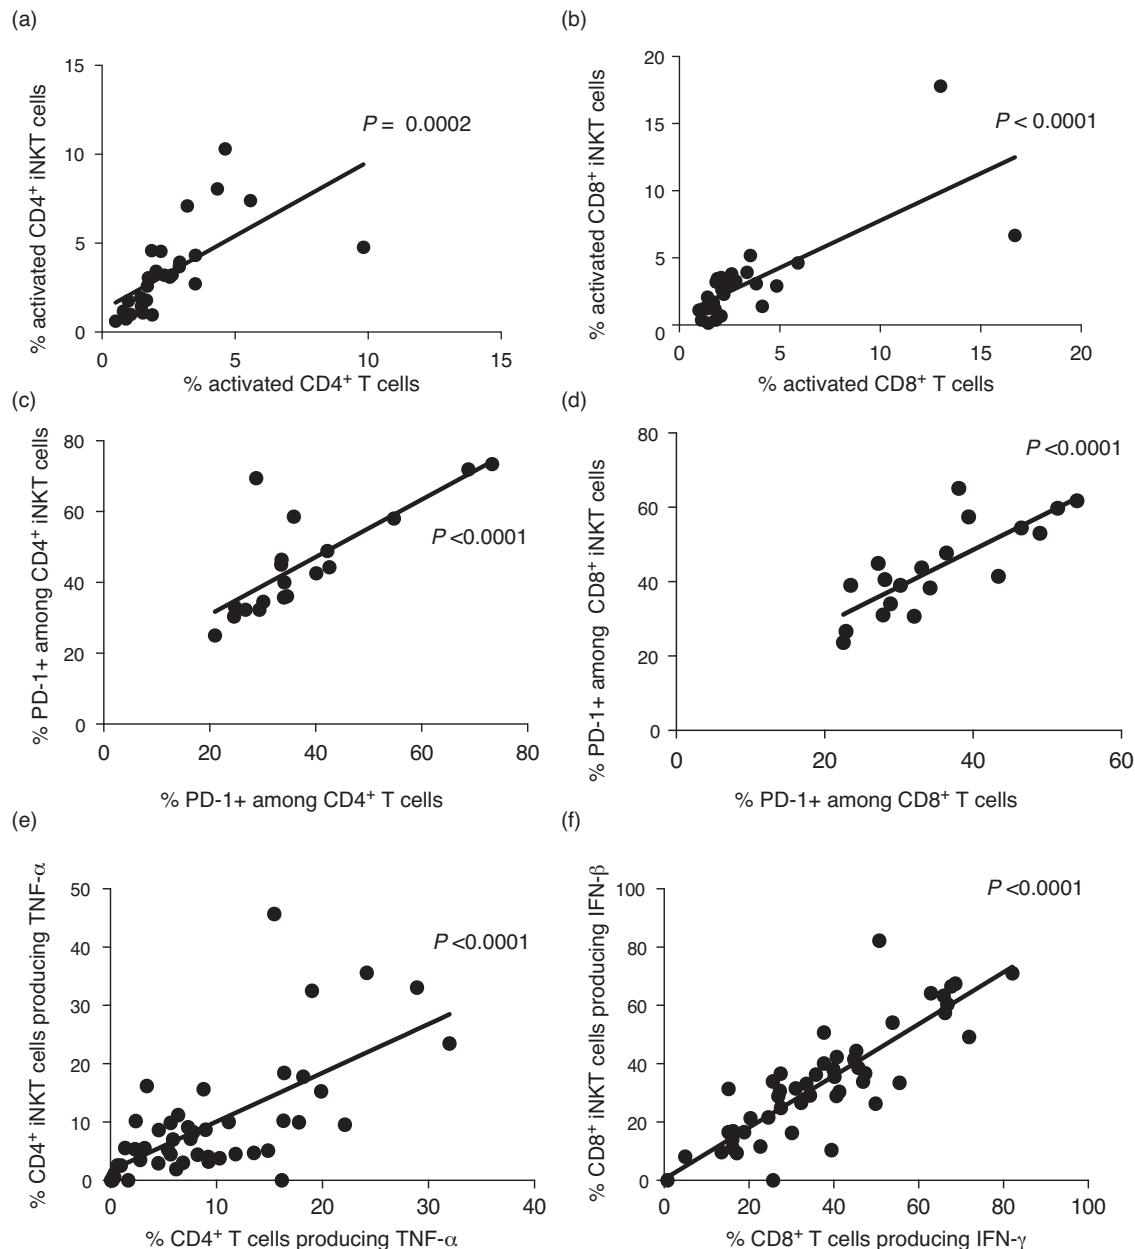 (a)
(b)
% activated CD4⁺ iNKT cells
15
10
5
0
P = 0.0002
0 5 10 15
% activated CD4⁺ T cells
% activated CD8⁺ iNKT cells
20
15
10
5
0
P < 0.0001
0 5 10 15 20
% activated CD8⁺ T cells
(c)
(d)
% PD-1+ among CD4⁺ iNKT cells
80
60
40
20
0
P <0.0001
0 20 40 60 80
% PD-1+ among CD4⁺ T cells
% PD-1+ among CD8⁺ iNKT cells
80
60
40
20
0
P <0.0001
0 20 40 60
% PD-1+ among CD8⁺ T cells
(e)
(f)
% CD4⁺ iNKT cells producing TNF-α
50
40
30
20
10
0
P <0.0001
0 10 20 30 40
% CD4⁺ T cells producing TNF-α
% CD8⁺ iNKT cells producing IFN-β
100
80
60
40
20
0
P <0.0001
0 20 40 60 80 100
% CD8⁺ T cells producing IFN-γ